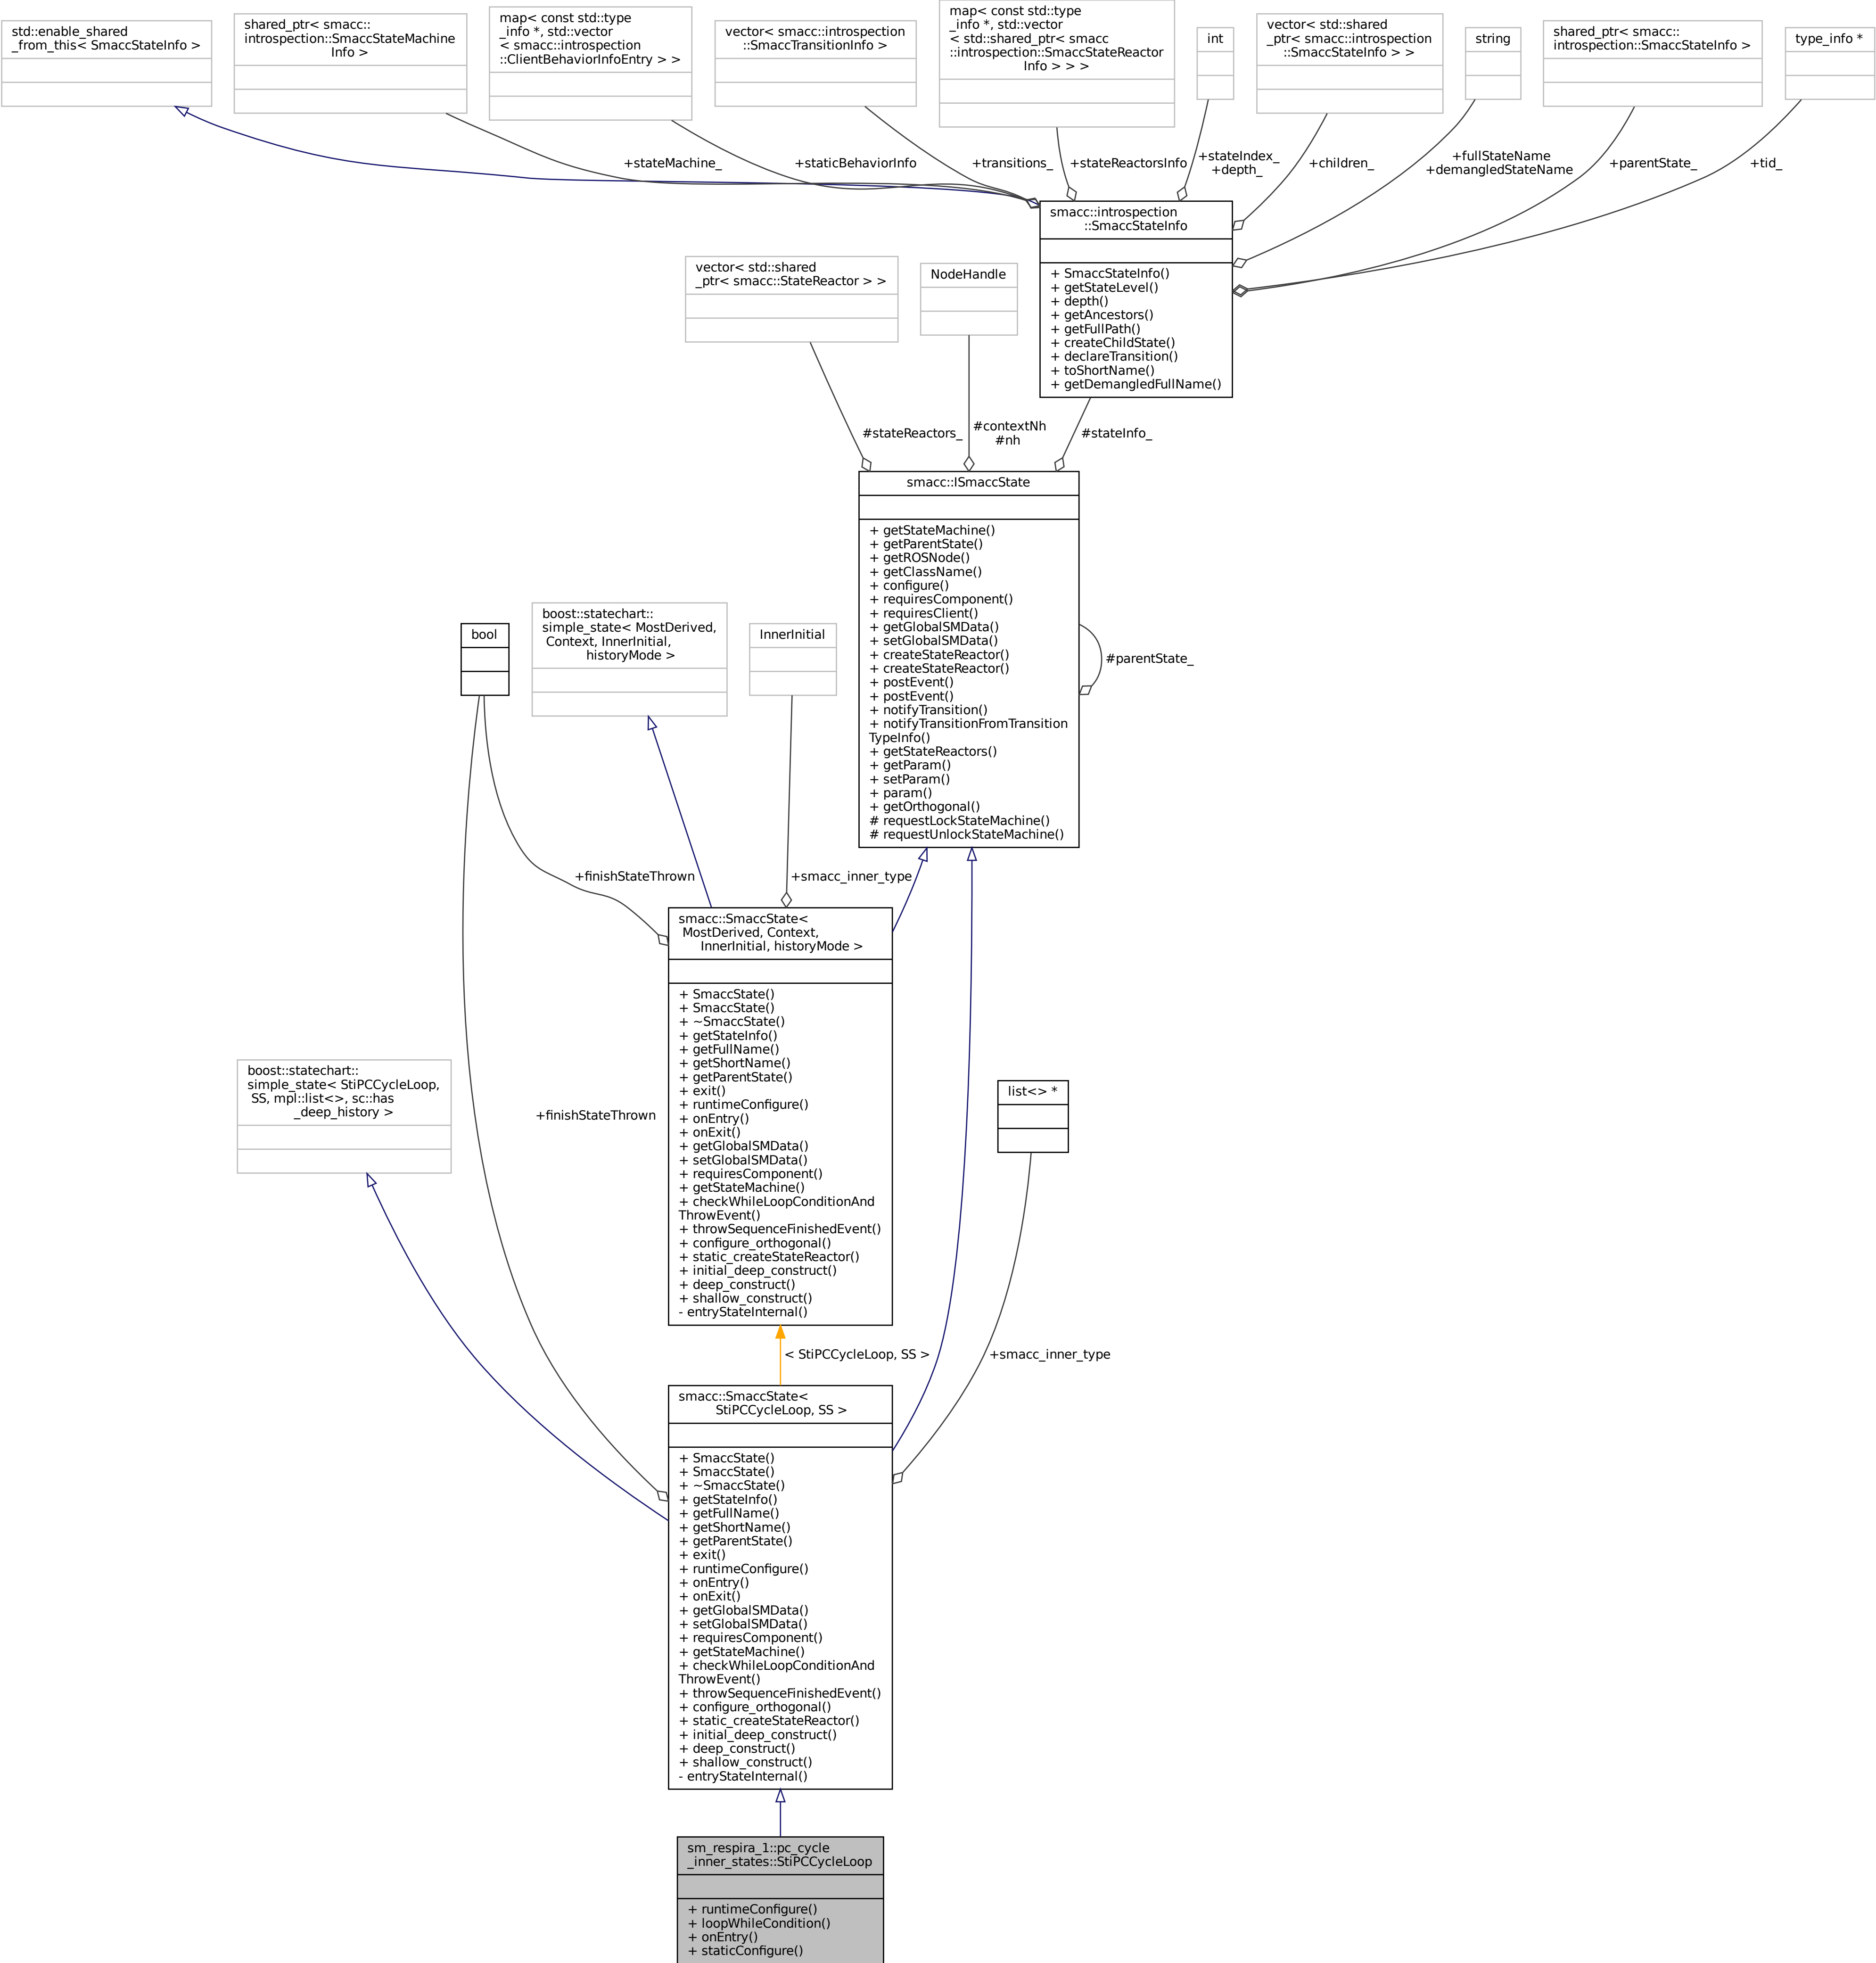 std::enable_shared
_from_this< SmaccStateInfo >
shared_ptr< smacc::
introspection::SmaccStateMachine
Info >
map< const std::type
_info *, std::vector
< smacc::introspection
::ClientBehaviorInfoEntry > >
vector< smacc::introspection
::SmaccTransitionInfo >
map< const std::type
_info *, std::vector
< std::shared_ptr< smacc
::introspection::SmaccStateReactor
Info > > >
int
vector< std::shared
_ptr< smacc::introspection
::SmaccStateInfo > >
string
shared_ptr< smacc::
introspection::SmaccStateInfo >
type_info *
+stateMachine_
+staticBehaviorInfo
+transitions_
+stateReactorsInfo
+stateIndex_
+depth_
+children_
+fullStateName
+demangledStateName
+parentState_
+tid_
smacc::introspection
::SmaccStateInfo
+ SmaccStateInfo()
+ getStateLevel()
+ depth()
+ getAncestors()
+ getFullPath()
+ createChildState()
+ declareTransition()
+ toShortName()
+ getDemangledFullName()
vector< std::shared
_ptr< smacc::StateReactor > >
NodeHandle
#stateReactors_
#contextNh
#nh
#stateInfo_
smacc::ISmaccState
+ getStateMachine()
+ getParentState()
+ getROSNode()
+ getClassName()
+ configure()
+ requiresComponent()
+ requiresClient()
+ getGlobalSMData()
+ setGlobalSMData()
+ createStateReactor()
+ createStateReactor()
+ postEvent()
+ postEvent()
+ notifyTransition()
+ notifyTransitionFromTransition
TypeInfo()
+ getStateReactors()
+ getParam()
+ setParam()
+ param()
+ getOrthogonal()
# requestLockStateMachine()
# requestUnlockStateMachine()
#parentState_
bool
boost::statechart::
simple_state< MostDerived,
Context, InnerInitial,
historyMode >
InnerInitial
+finishStateThrown
+smacc_inner_type
smacc::SmaccState<
MostDerived, Context,
InnerInitial, historyMode >
+ SmaccState()
+ SmaccState()
+ ~SmaccState()
+ getStateInfo()
+ getFullName()
+ getShortName()
+ getParentState()
+ exit()
+ runtimeConfigure()
+ onEntry()
+ onExit()
+ getGlobalSMData()
+ setGlobalSMData()
+ requiresComponent()
+ getStateMachine()
+ checkWhileLoopConditionAnd
ThrowEvent()
+ throwSequenceFinishedEvent()
+ configure_orthogonal()
+ static_createStateReactor()
+ initial_deep_construct()
+ deep_construct()
+ shallow_construct()
- entryStateInternal()
boost::statechart::
simple_state< StiPCCycleLoop,
SS, mpl::list<>, sc::has
_deep_history >
+finishStateThrown
list<> *
< StiPCCycleLoop, SS >
+smacc_inner_type
smacc::SmaccState<
StiPCCycleLoop, SS >
+ SmaccState()
+ SmaccState()
+ ~SmaccState()
+ getStateInfo()
+ getFullName()
+ getShortName()
+ getParentState()
+ exit()
+ runtimeConfigure()
+ onEntry()
+ onExit()
+ getGlobalSMData()
+ setGlobalSMData()
+ requiresComponent()
+ getStateMachine()
+ checkWhileLoopConditionAnd
ThrowEvent()
+ throwSequenceFinishedEvent()
+ configure_orthogonal()
+ static_createStateReactor()
+ initial_deep_construct()
+ deep_construct()
+ shallow_construct()
- entryStateInternal()
sm_respira_1::pc_cycle
_inner_states::StiPCCycleLoop
+ runtimeConfigure()
+ loopWhileCondition()
+ onEntry()
+ staticConfigure()